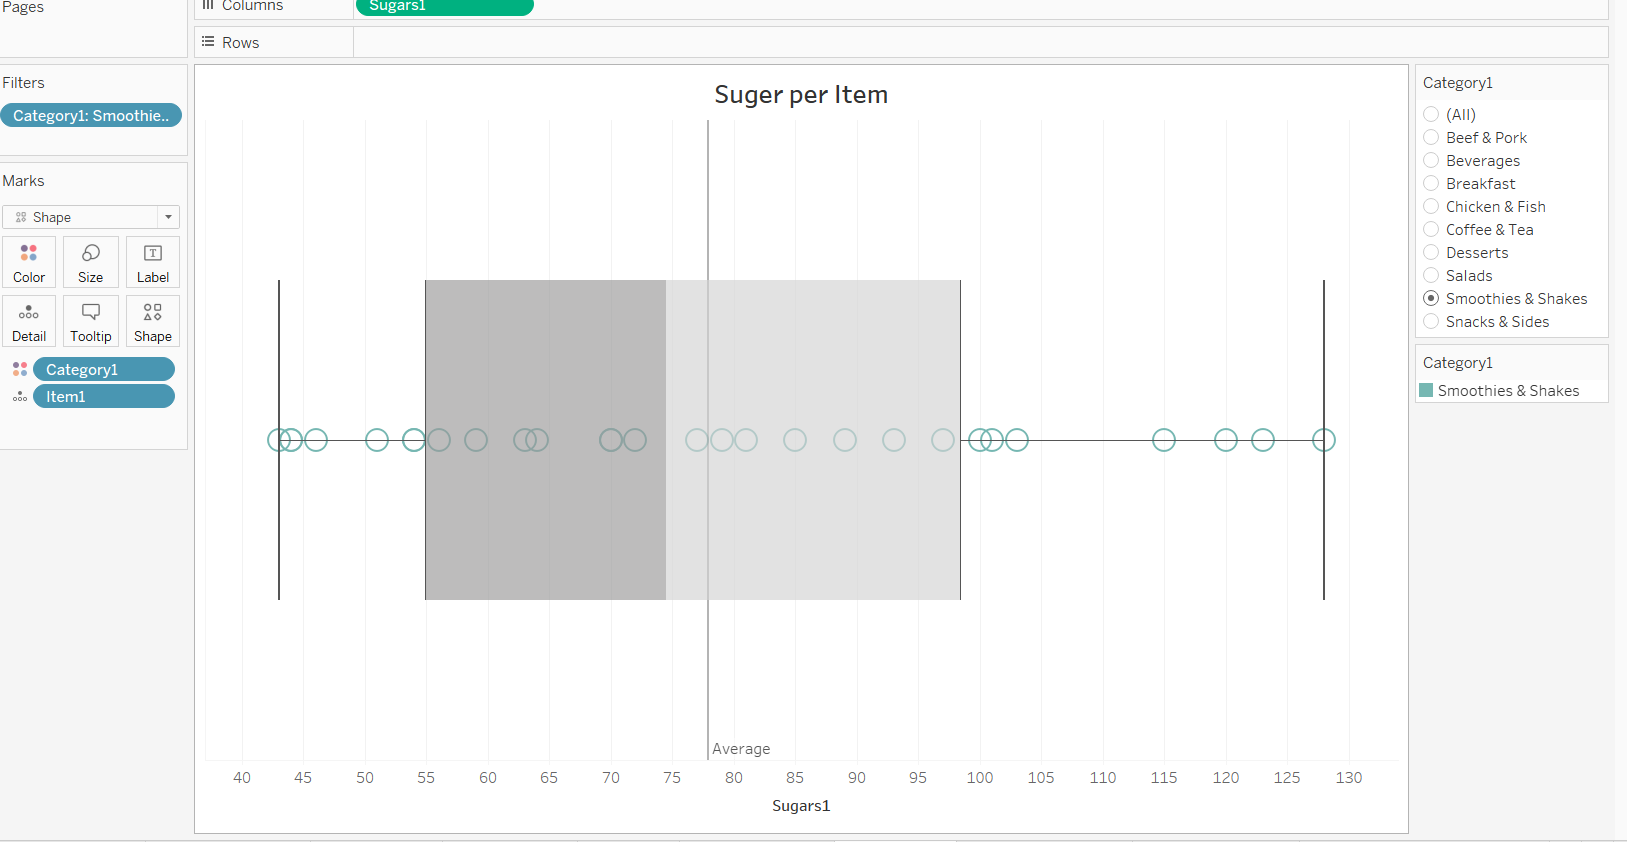 Pages
Columns
Sugars1
Rows
Filters
Category1: Smoothie..
Marks
Shape
Color
Size
Label
Detail
Tooltip
Shape
Category1
Item1
Suger per Item
Average
40 45 50 55 60 65 70 75 80 85 90 95 100 105 110 115 120 125 130
Sugars1
Category1
(All)
Beef & Pork
Beverages
Breakfast
Chicken & Fish
Coffee & Tea
Desserts
Salads
Smoothies & Shakes
Snacks & Sides
Category1
Smoothies & Shakes